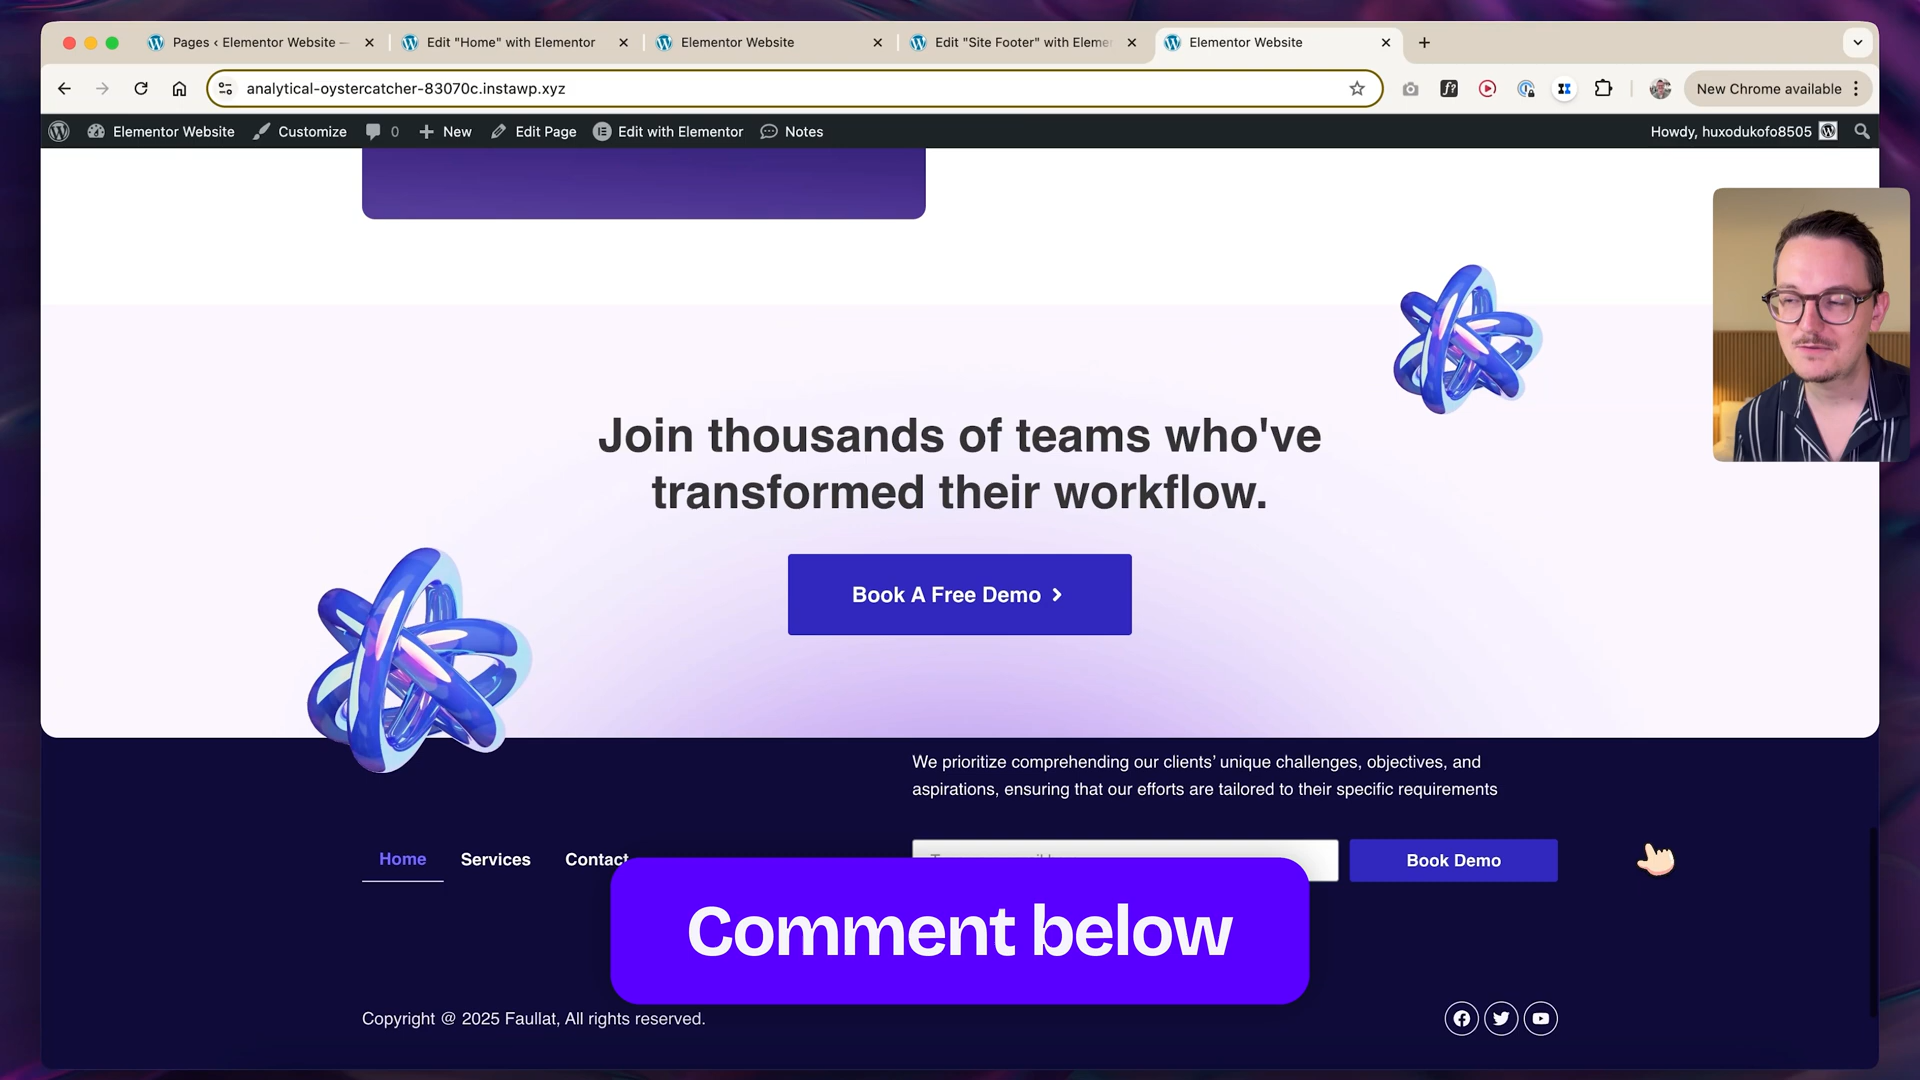 Pages ‹ Elementor Website —
Edit "Home" with Elementor
Elementor Website
Edit "Site Footer" with Eleme
Elementor Website
analytical-oystercatcher-83070c.instawp.xyz
New Chrome available
Elementor Website
Customize
0
New
Edit Page
Edit with Elementor
Notes
Howdy, huxodukofo8505
Join thousands of teams who've
transformed their workflow.
Book A Free Demo
We prioritize comprehending our clients’ unique challenges, objectives, and
aspirations, ensuring that our efforts are tailored to their specific requirements
Home
Services
Contact
Book Demo
Comment below
Copyright @ 2025 Faullat, All rights reserved.